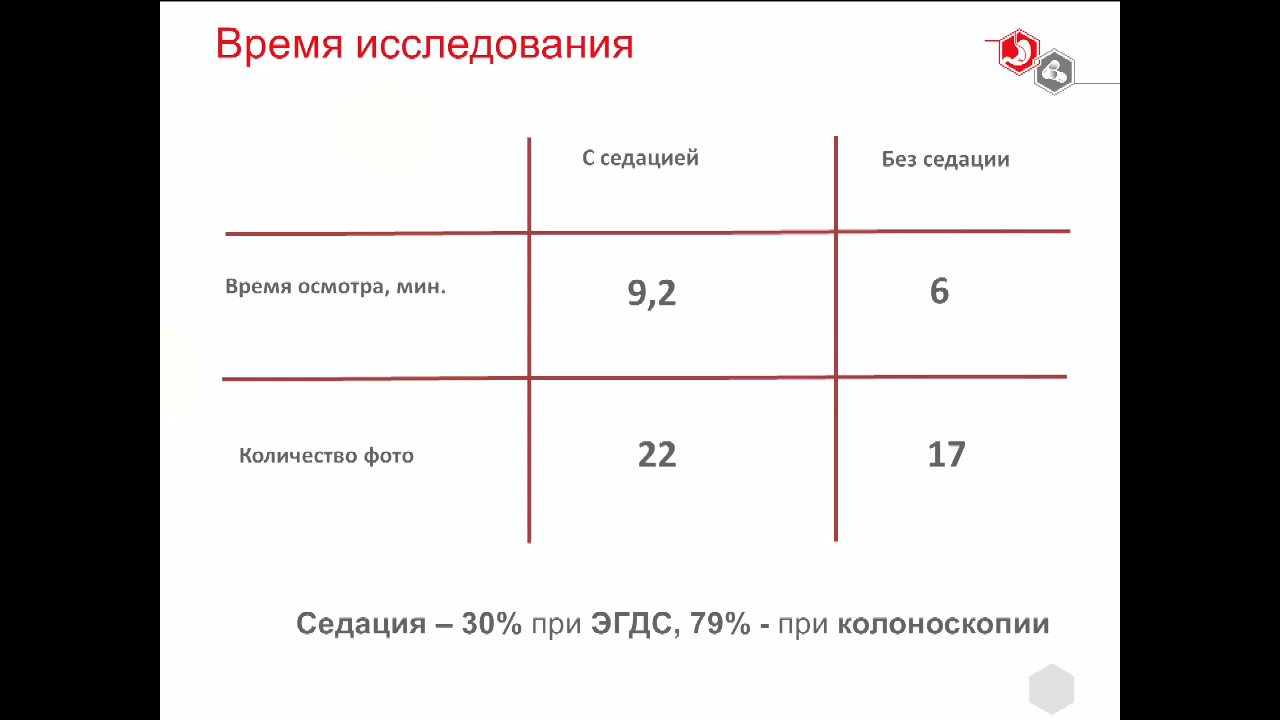 Время исследования
С седацией
Без седации
Время осмотра, мин.
9,2
6
Количество фото
22
17
Седация – 30% при ЭГДС, 79% - при колоноскопии